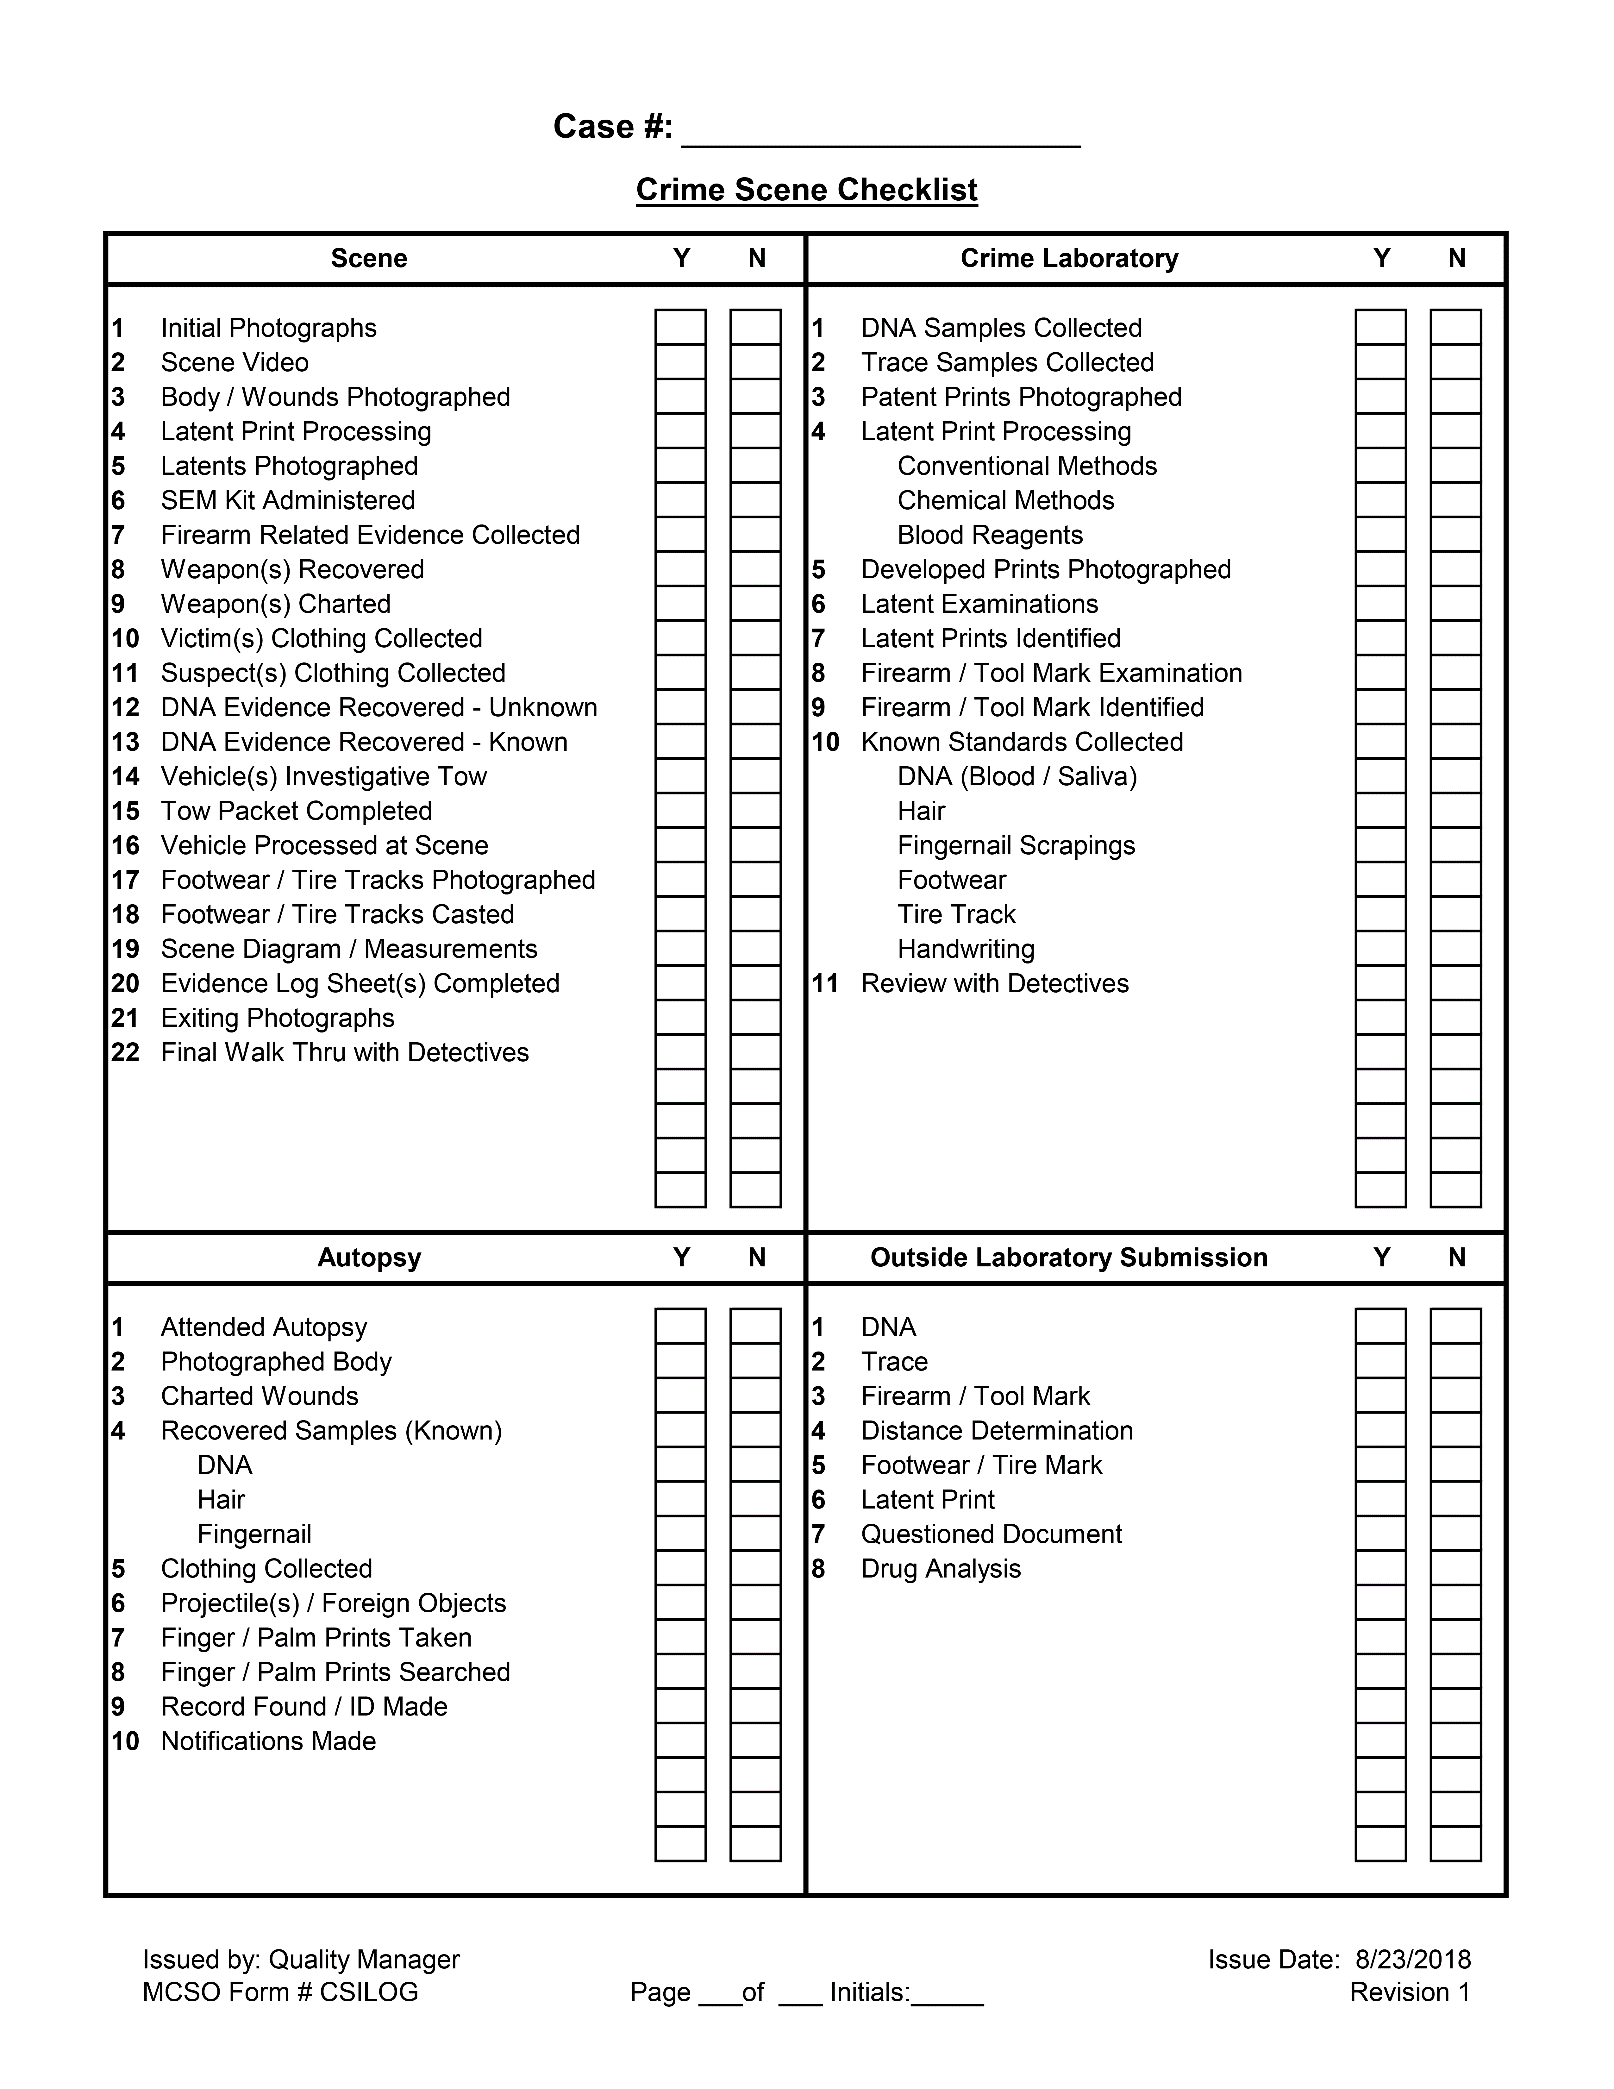 Case #: ____________________
Crime Scene Checklist
Scene Y N
1 Initial Photographs
2 Scene Video
3 Body / Wounds Photographed
4 Latent Print Processing
5 Latents Photographed
6 SEM Kit Administered
7 Firearm Related Evidence Collected
8 Weapon(s) Recovered
9 Weapon(s) Charted
10 Victim(s) Clothing Collected
11 Suspect(s) Clothing Collected
12 DNA Evidence Recovered - Unknown
13 DNA Evidence Recovered - Known
14 Vehicle(s) Investigative Tow
15 Tow Packet Completed
16 Vehicle Processed at Scene
17 Footwear / Tire Tracks Photographed
18 Footwear / Tire Tracks Casted
19 Scene Diagram / Measurements
20 Evidence Log Sheet(s) Completed
21 Exiting Photographs
22 Final Walk Thru with Detectives
Crime Laboratory Y N
1 DNA Samples Collected
2 Trace Samples Collected
3 Patent Prints Photographed
4 Latent Print Processing
Conventional Methods
Chemical Methods
Blood Reagents
5 Developed Prints Photographed
6 Latent Examinations
7 Latent Prints Identified
8 Firearm / Tool Mark Examination
9 Firearm / Tool Mark Identified
10 Known Standards Collected
DNA (Blood / Saliva)
Hair
Fingernail Scrapings
Footwear
Tire Track
Handwriting
11 Review with Detectives
Autopsy Y N
1 Attended Autopsy
2 Photographed Body
3 Charted Wounds
4 Recovered Samples (Known)
DNA
Hair
Fingernail
5 Clothing Collected
6 Projectile(s) / Foreign Objects
7 Finger / Palm Prints Taken
8 Finger / Palm Prints Searched
9 Record Found / ID Made
10 Notifications Made
Outside Laboratory Submission Y N
1 DNA
2 Trace
3 Firearm / Tool Mark
4 Distance Determination
5 Footwear / Tire Mark
6 Latent Print
7 Questioned Document
8 Drug Analysis
Issued by: Quality Manager Issue Date: 8/23/2018
MCSO Form # CSILOG Page ___of ___ Initials:_____ Revision 1